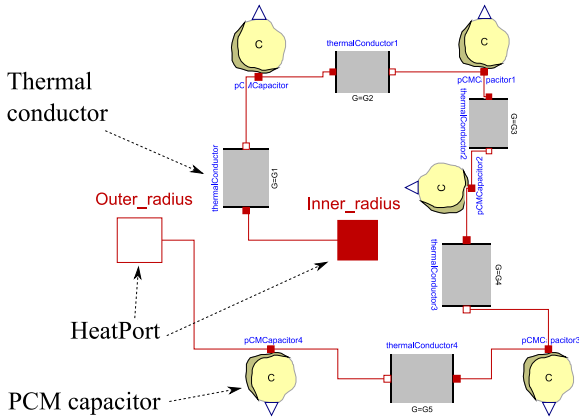 C
C
thermalConductor1
pCMCapacitor
pCMCapacitor1
G=G2
Thermal
conductor
thermalConductor
G=G1
thermalConductor2
G=G3
C
pCMCapacitor2
Outer_radius
Inner_radius
thermalConductor3
G=G4
HeatPort
pCMCapacitor4
thermalConductor4
pCMCapacitor3
C
C
PCM capacitor
G=G5